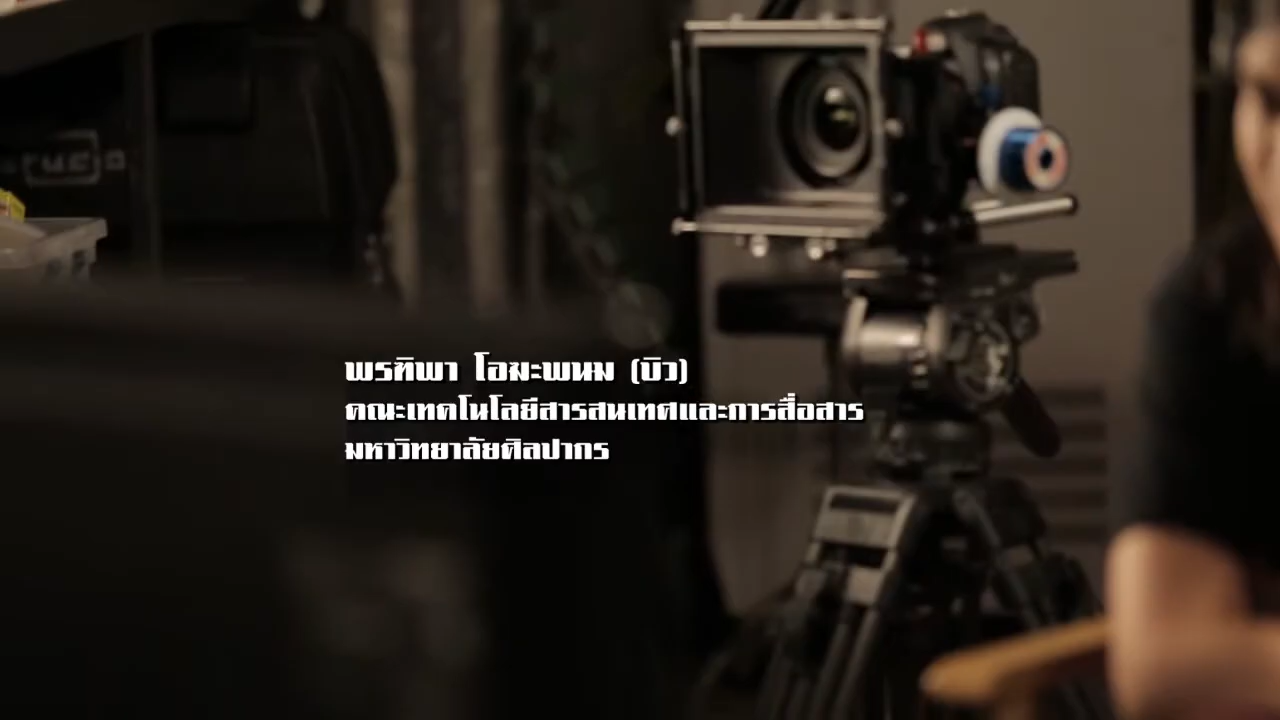 พรทิพา โอฆะพนม (บิว)
คณะเทคโนโลยีสารสนเทศและการสื่อสาร
มหาวิทยาลัยศิลปากร